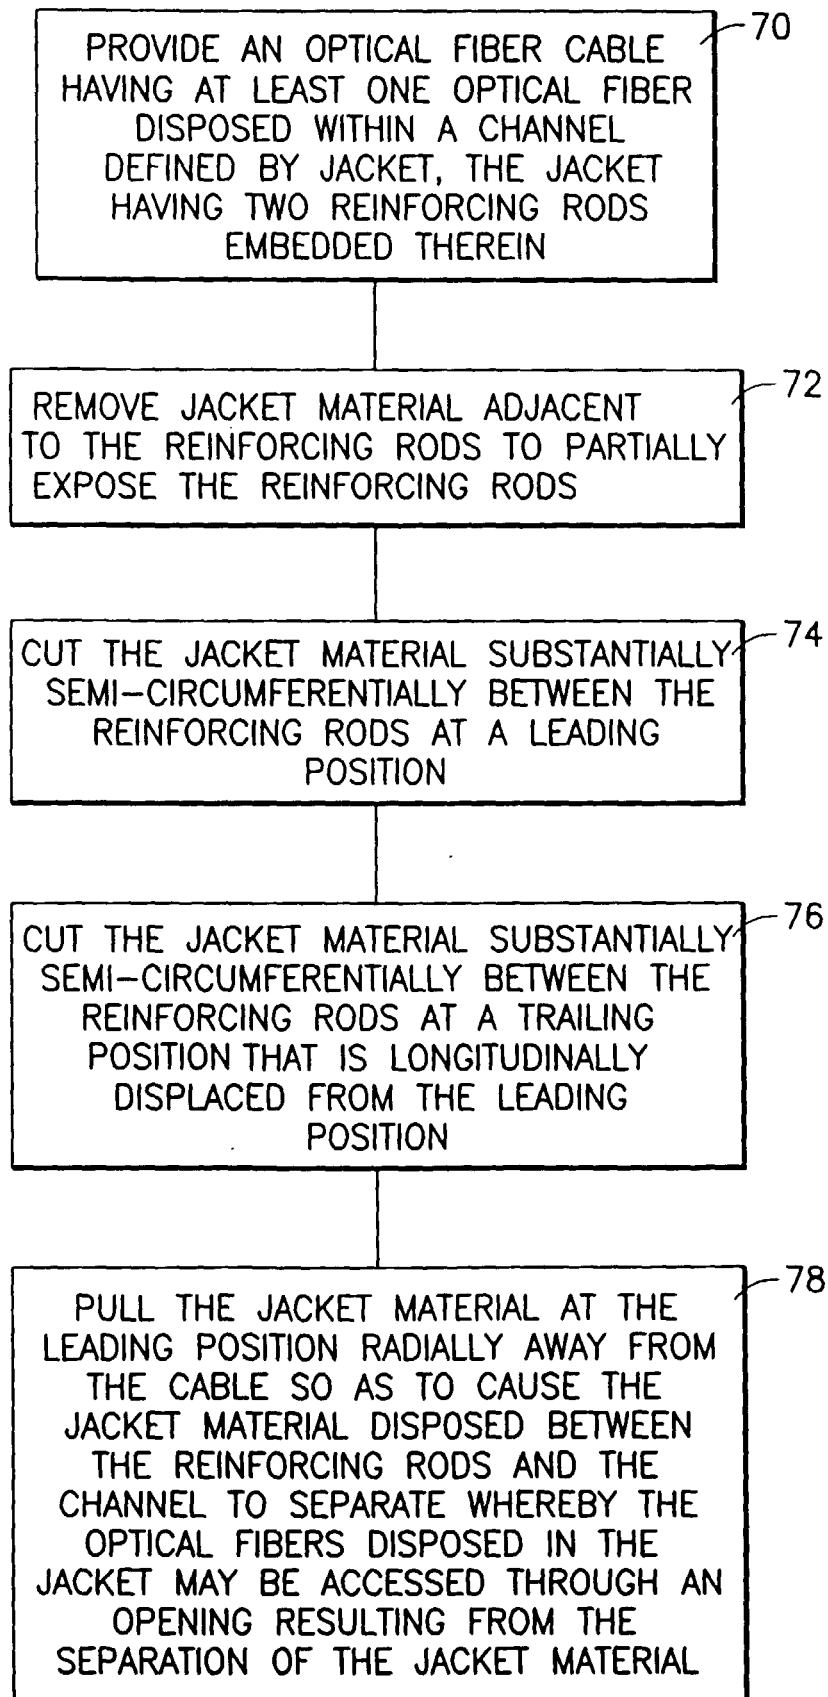 70
PROVIDE AN OPTICAL FIBER CABLE
HAVING AT LEAST ONE OPTICAL FIBER
DISPOSED WITHIN A CHANNEL
DEFINED BY JACKET, THE JACKET
HAVING TWO REINFORCING RODS
EMBEDDED THEREIN
72
REMOVE JACKET MATERIAL ADJACENT
TO THE REINFORCING RODS TO PARTIALLY
EXPOSE THE REINFORCING RODS
74
CUT THE JACKET MATERIAL SUBSTANTIALLY
SEMI-CIRCUMFERENTIALLY BETWEEN THE
REINFORCING RODS AT A LEADING
POSITION
76
CUT THE JACKET MATERIAL SUBSTANTIALLY
SEMI-CIRCUMFERENTIALLY BETWEEN THE
REINFORCING RODS AT A TRAILING
POSITION THAT IS LONGITUDINALLY
DISPLACED FROM THE LEADING
POSITION
78
PULL THE JACKET MATERIAL AT THE
LEADING POSITION RADIALLY AWAY FROM
THE CABLE SO AS TO CAUSE THE
JACKET MATERIAL DISPOSED BETWEEN
THE REINFORCING RODS AND THE
CHANNEL TO SEPARATE WHEREBY THE
OPTICAL FIBERS DISPOSED IN THE
JACKET MAY BE ACCESSED THROUGH AN
OPENING RESULTING FROM THE
SEPARATION OF THE JACKET MATERIAL